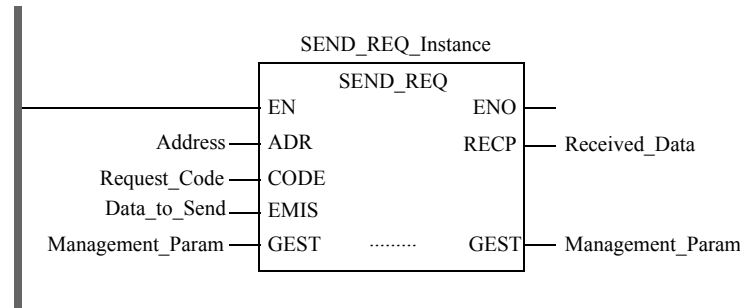 SEND_REQ_Instance
SEND_REQ
EN ENO
Address ADR RECP Received_Data
Request_Code CODE
Data_to_Send EMIS
Management_Param GEST ......... GEST Management_Param